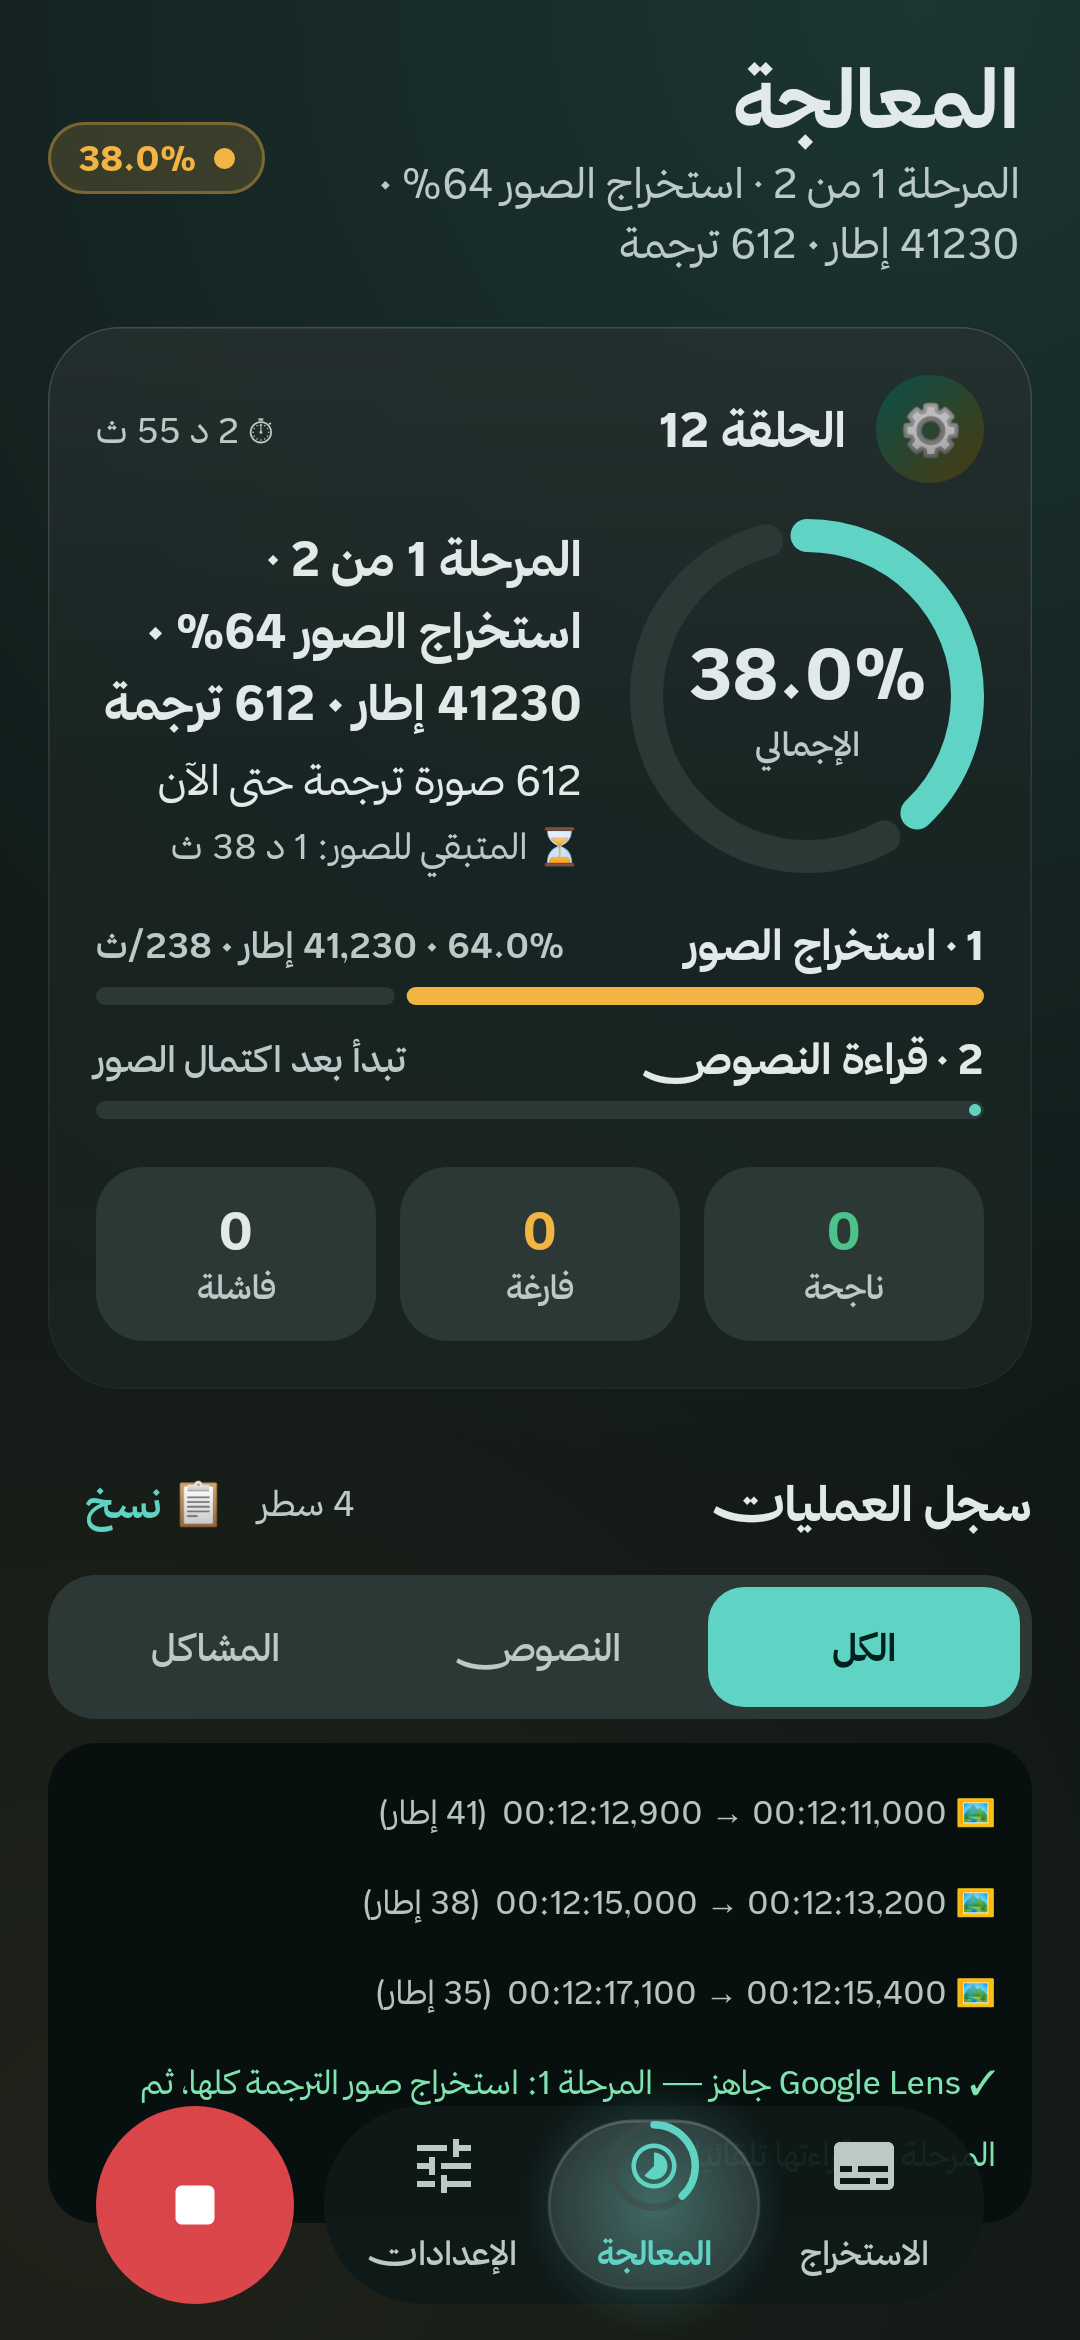 المعالجة
38.0%
المرحلة 1 من 2 · استخراج الصور 64% ·
41230 إطار · 612 ترجمة
الحلقة 12
⏱ 2 د 55 ث
38.0%
الإجمالي
المرحلة 1 من 2 ·
استخراج الصور 64% ·
41230 إطار · 612 ترجمة
612 صورة ترجمة حتى الآن
⏳ المتبقي للصور: 1 د 38 ث
1 · استخراج الصور
64.0% · 41,230 إطار · 238/ث
2 · قراءة النصوص
تبدأ بعد اكتمال الصور
0
ناجحة
0
فارغة
0
فاشلة
سجل العمليات
4 سطر
📋 نسخ
الكل
النصوص
المشاكل
🖼️ 00:12:11,000 → 00:12:12,900 (41 إطار)
🖼️ 00:12:13,200 → 00:12:15,000 (38 إطار)
🖼️ 00:12:15,400 → 00:12:17,100 (35 إطار)
✓ Google Lens جاهز — المرحلة 1: استخراج صور الترجمة كلها، ثم
المرحلة
الاستخراج
المعالجة
الإعدادات